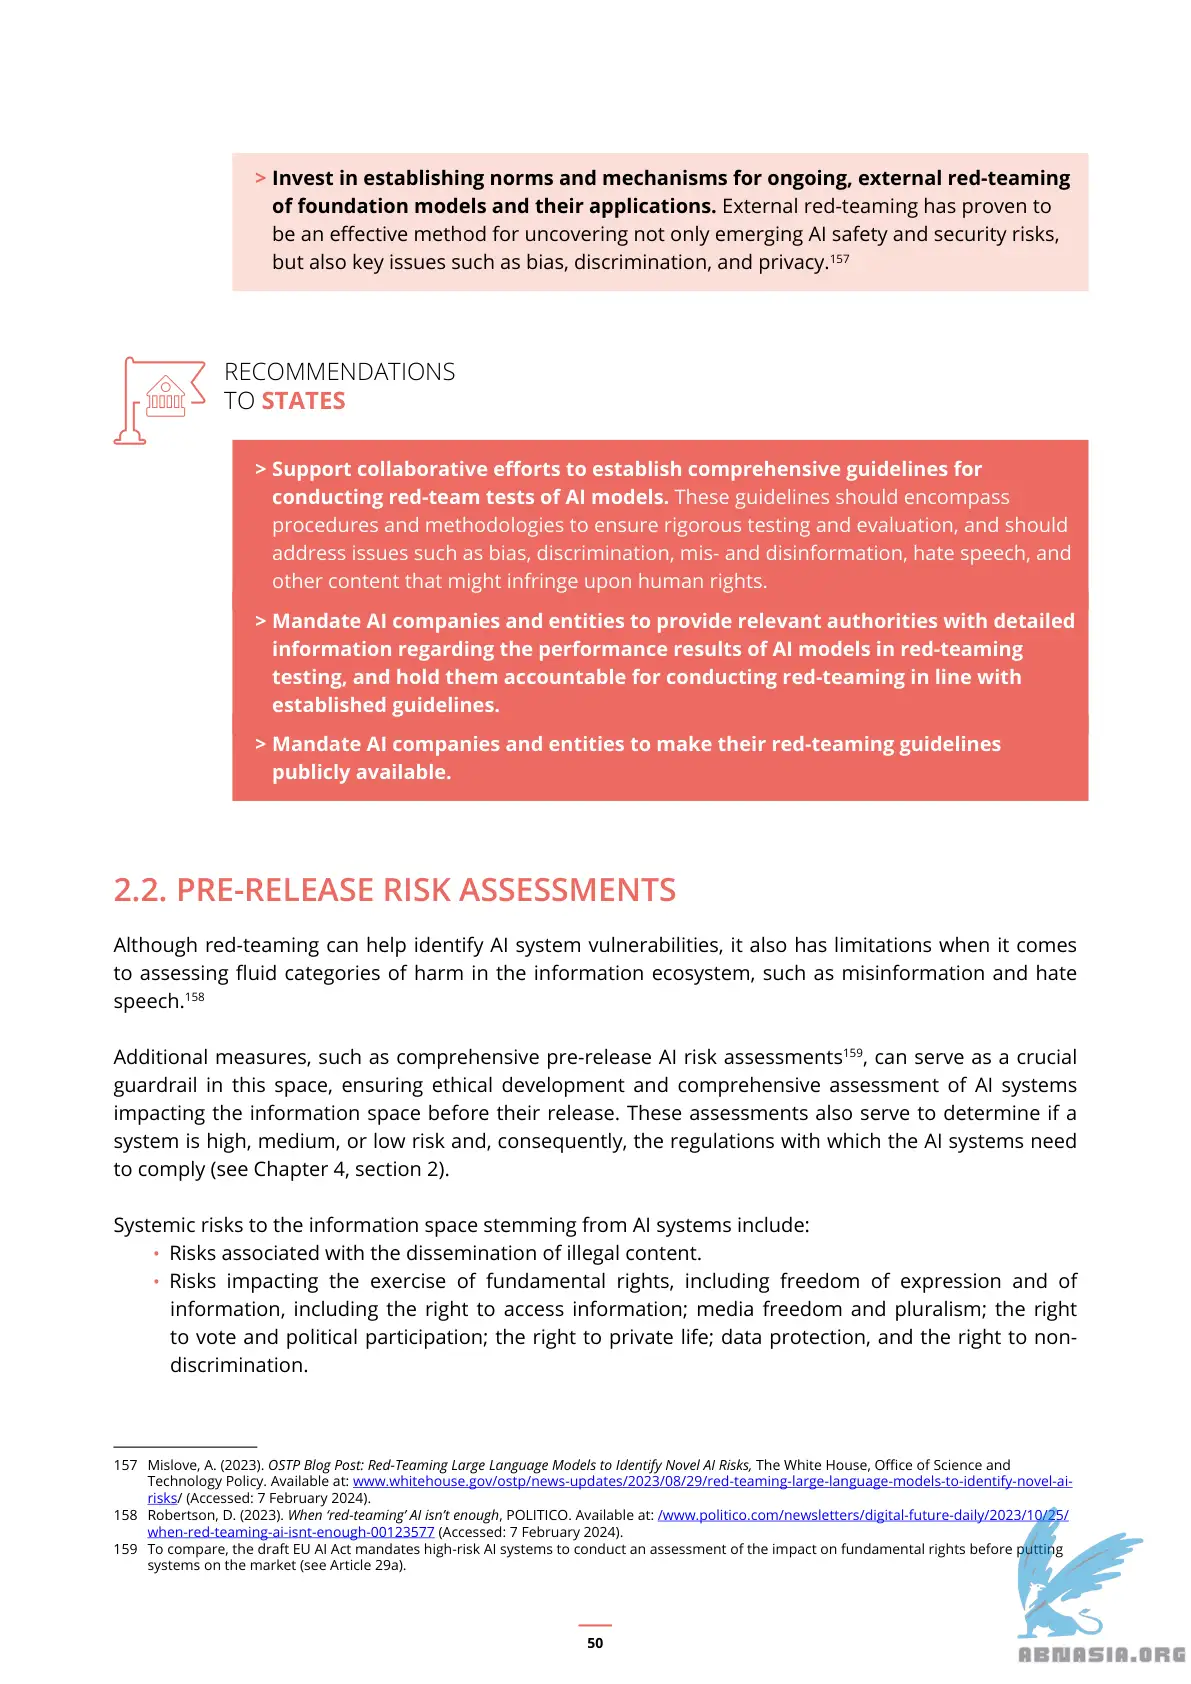 > Invest in establishing norms and mechanisms for ongoing, external red-teaming
of foundation models and their applications. External red-teaming has proven to
be an effective method for uncovering not only emerging AI safety and security risks,
but also key issues such as bias, discrimination, and privacy.157
RECOMMENDATIONS
TO STATES
> Support collaborative efforts to establish comprehensive guidelines for
conducting red-team tests of AI models. These guidelines should encompass
procedures and methodologies to ensure rigorous testing and evaluation, and should
address issues such as bias, discrimination, mis- and disinformation, hate speech, and
other content that might infringe upon human rights.
> Mandate AI companies and entities to provide relevant authorities with detailed
information regarding the performance results of AI models in red-teaming
testing, and hold them accountable for conducting red-teaming in line with
established guidelines.
> Mandate AI companies and entities to make their red-teaming guidelines
publicly available.
2.2. PRE-RELEASE RISK ASSESSMENTS
Although red-teaming can help identify AI system vulnerabilities, it also has limitations when it comes
to assessing fluid categories of harm in the information ecosystem, such as misinformation and hate
speech.158
Additional measures, such as comprehensive pre-release AI risk assessments159, can serve as a crucial
guardrail in this space, ensuring ethical development and comprehensive assessment of AI systems
impacting the information space before their release. These assessments also serve to determine if a
system is high, medium, or low risk and, consequently, the regulations with which the AI systems need
to comply (see Chapter 4, section 2).
Systemic risks to the information space stemming from AI systems include:
• Risks associated with the dissemination of illegal content.
• Risks impacting the exercise of fundamental rights, including freedom of expression and of
information, including the right to access information; media freedom and pluralism; the right
to vote and political participation; the right to private life; data protection, and the right to non-
discrimination.
157 Mislove, A. (2023). OSTP Blog Post: Red-Teaming Large Language Models to Identify Novel AI Risks, The White House, Office of Science and
Technology Policy. Available at: www.whitehouse.gov/ostp/news-updates/2023/08/29/red-teaming-large-language-models-to-identify-novel-ai-
risks/ (Accessed: 7 February 2024).
158 Robertson, D. (2023). When ‘red-teaming’ AI isn’t enough, POLITICO. Available at: /www.politico.com/newsletters/digital-future-daily/2023/10/25/
when-red-teaming-ai-isnt-enough-00123577 (Accessed: 7 February 2024).
159 To compare, the draft EU AI Act mandates high-risk AI systems to conduct an assessment of the impact on fundamental rights before putting
systems on the market (see Article 29a).
50
ABNASIA.ORG